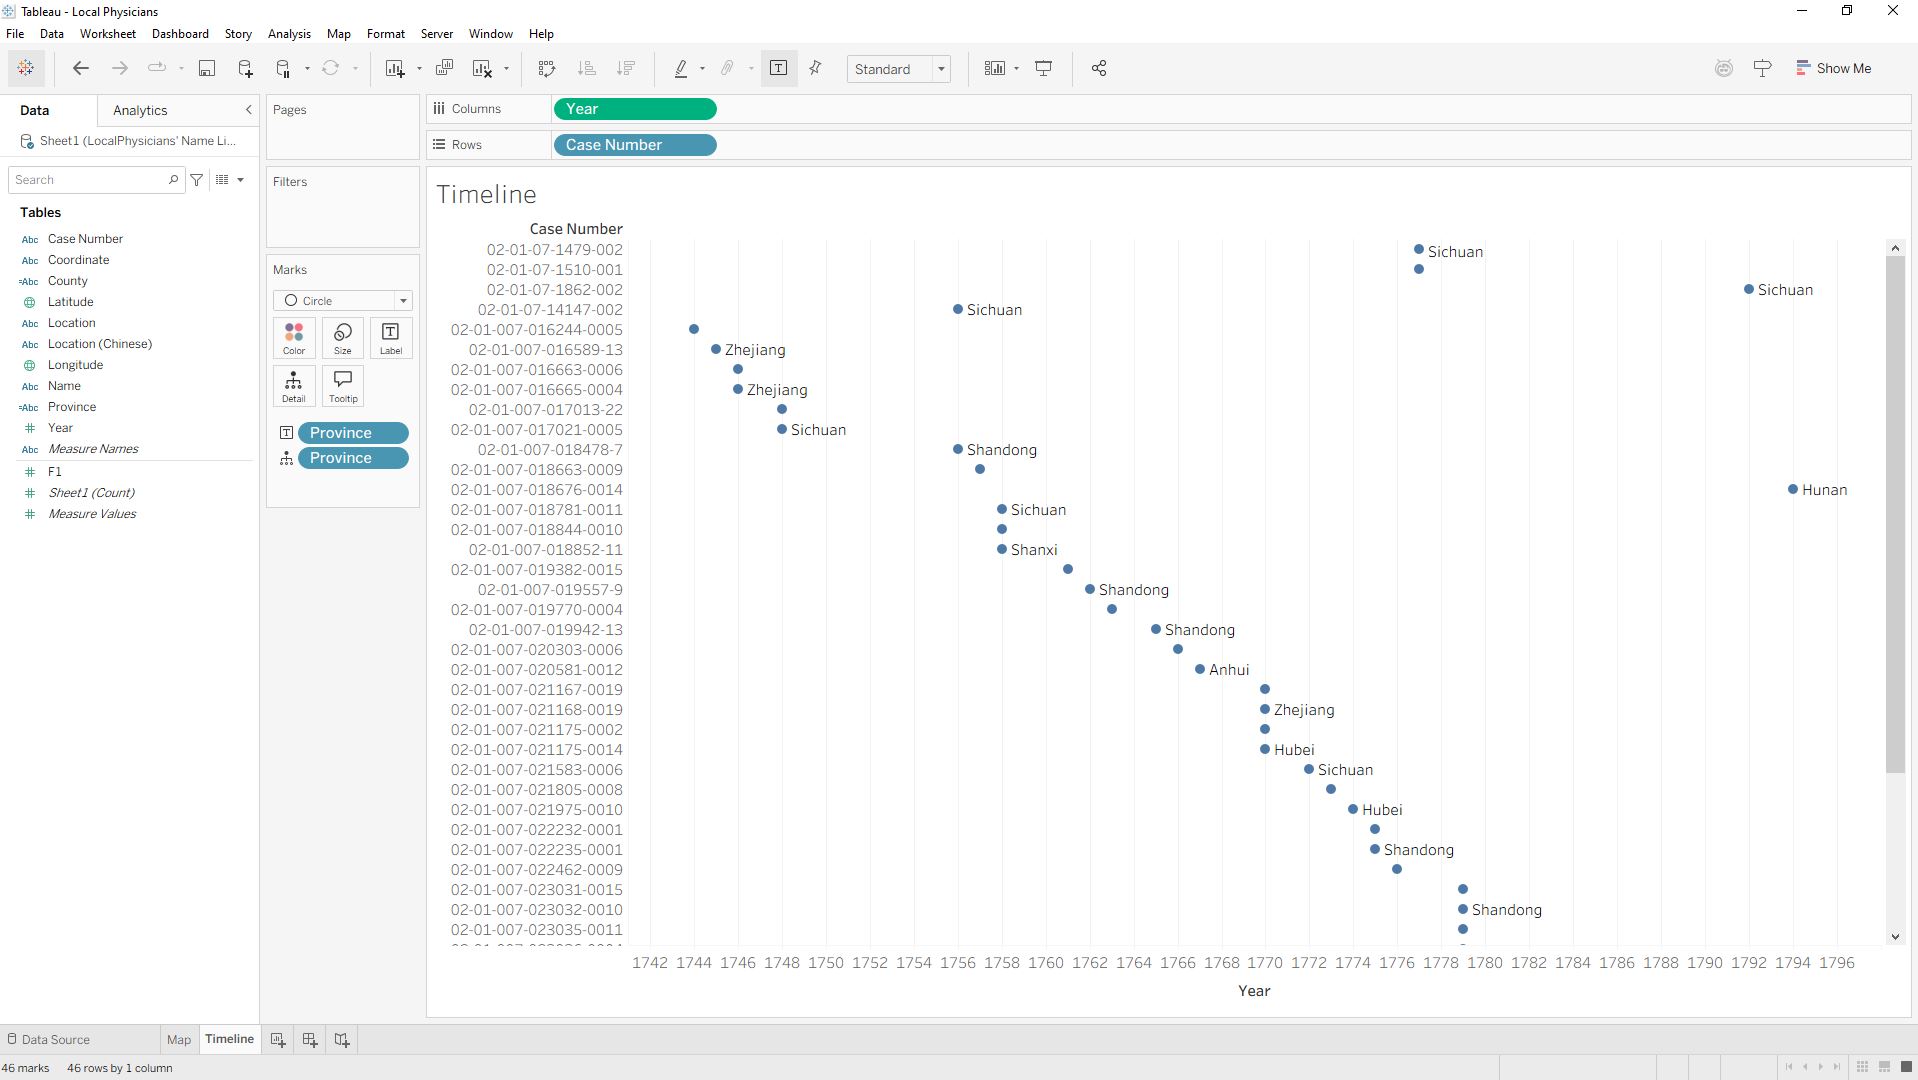 Tableau - Local Physicians
File Data Worksheet Dashboard Story Analysis Map Format Server Window Help
Standard
Show Me
Data Analytics
Sheet1 (LocalPhysicians' Name Li...
Search
Tables
Abc Case Number
Abc Coordinate
=Abc County
Latitude
Abc Location
Abc Location (Chinese)
Longitude
Abc Name
=Abc Province
# Year
Abc Measure Names
# F1
# Sheet1 (Count)
# Measure Values
Pages
Filters
Marks
Circle
Color Size Label
Detail Tooltip
Province
Province
Columns Year
Rows Case Number
Timeline
Case Number
02-01-07-1479-002 Sichuan
02-01-07-1510-001
02-01-07-1862-002 Sichuan
02-01-07-14147-002 Sichuan
02-01-007-016244-0005
02-01-007-016589-13 Zhejiang
02-01-007-016663-0006
02-01-007-016665-0004 Zhejiang
02-01-007-017013-22
02-01-007-017021-0005 Sichuan
02-01-007-018478-7 Shandong
02-01-007-018663-0009
02-01-007-018676-0014 Hunan
02-01-007-018781-0011 Sichuan
02-01-007-018844-0010
02-01-007-018852-11 Shanxi
02-01-007-019382-0015
02-01-007-019557-9 Shandong
02-01-007-019770-0004
02-01-007-019942-13 Shandong
02-01-007-020303-0006
02-01-007-020581-0012 Anhui
02-01-007-021167-0019
02-01-007-021168-0019 Zhejiang
02-01-007-021175-0002
02-01-007-021175-0014 Hubei
02-01-007-021583-0006 Sichuan
02-01-007-021805-0008
02-01-007-021975-0010 Hubei
02-01-007-022232-0001
02-01-007-022235-0001 Shandong
02-01-007-022462-0009
02-01-007-023031-0015
02-01-007-023032-0010 Shandong
02-01-007-023035-0011
1742 1744 1746 1748 1750 1752 1754 1756 1758 1760 1762 1764 1766 1768 1770 1772 1774 1776 1778 1780 1782 1784 1786 1788 1790 1792 1794 1796
Year
Data Source Map Timeline
46 marks 46 rows by 1 column